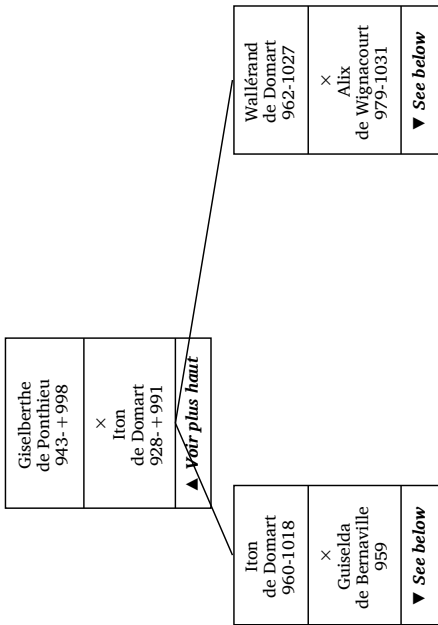 Giselberthe
de Ponthieu
943-+998
×
Iton
de Domart
928-+991
▲ Voir plus haut
Iton
de Domart
960-1018
×
Guiselda
de Bernaville
959
▼ See below
Wallérand
de Domart
962-1027
×
Alix
de Wignacourt
979-1031
▼ See below